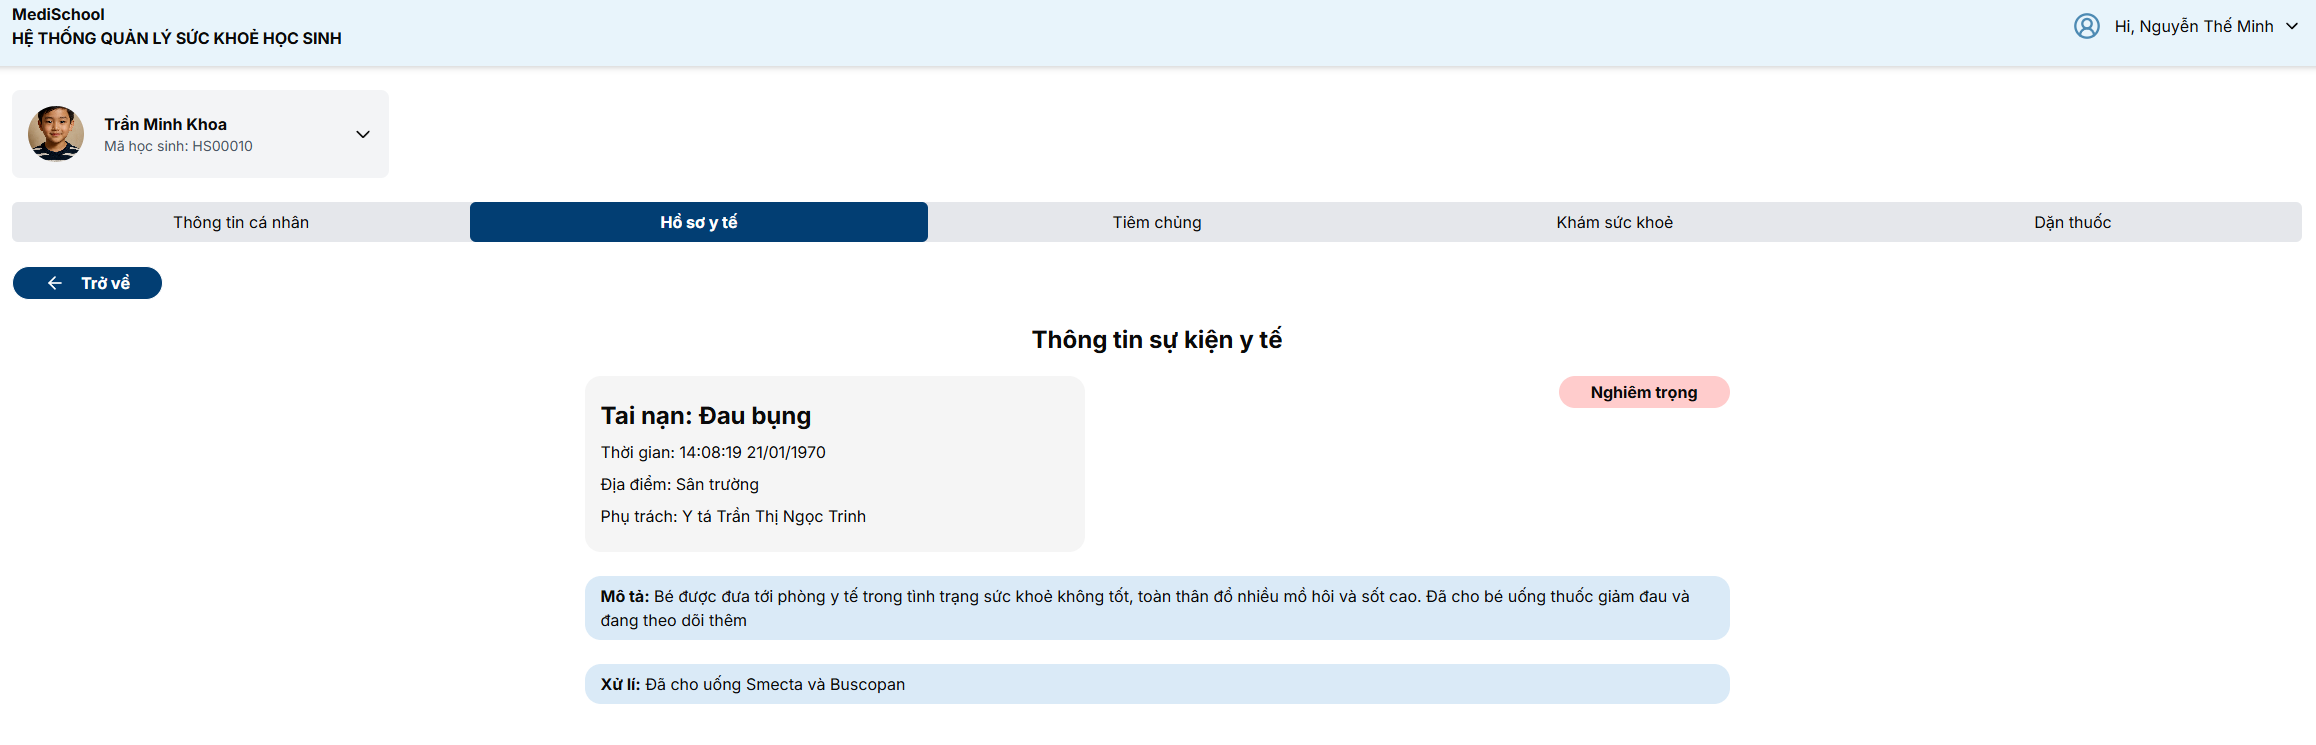 MediSchool
HỆ THỐNG QUẢN LÝ SỨC KHOẺ HỌC SINH
Hi, Nguyễn Thế Minh
Trần Minh Khoa
Mã học sinh: HS00010
Thông tin cá nhân
Hồ sơ y tế
Tiêm chủng
Khám sức khoẻ
Dặn thuốc
Trở về
Thông tin sự kiện y tế
Tai nạn: Đau bụng
Nghiêm trọng
Thời gian: 14:08:19 21/01/1970
Địa điểm: Sân trường
Phụ trách: Y tá Trần Thị Ngọc Trinh
Mô tả: Bé được đưa tới phòng y tế trong tình trạng sức khoẻ không tốt, toàn thân đổ nhiều mồ hôi và sốt cao. Đã cho bé uống thuốc giảm đau và
đang theo dõi thêm
Xử lí: Đã cho uống Smecta và Buscopan